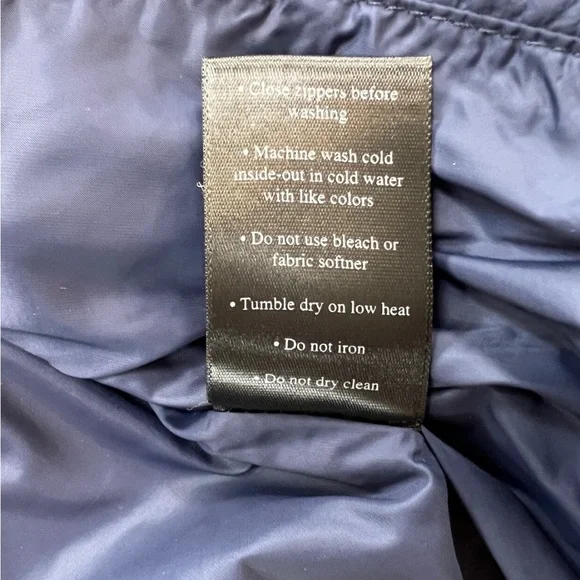 • Close zippers before
washing
• Machine wash cold
inside-out in cold water
with like colors
• Do not use bleach or
fabric softner
• Tumble dry on low heat
• Do not iron
• Do not dry clean